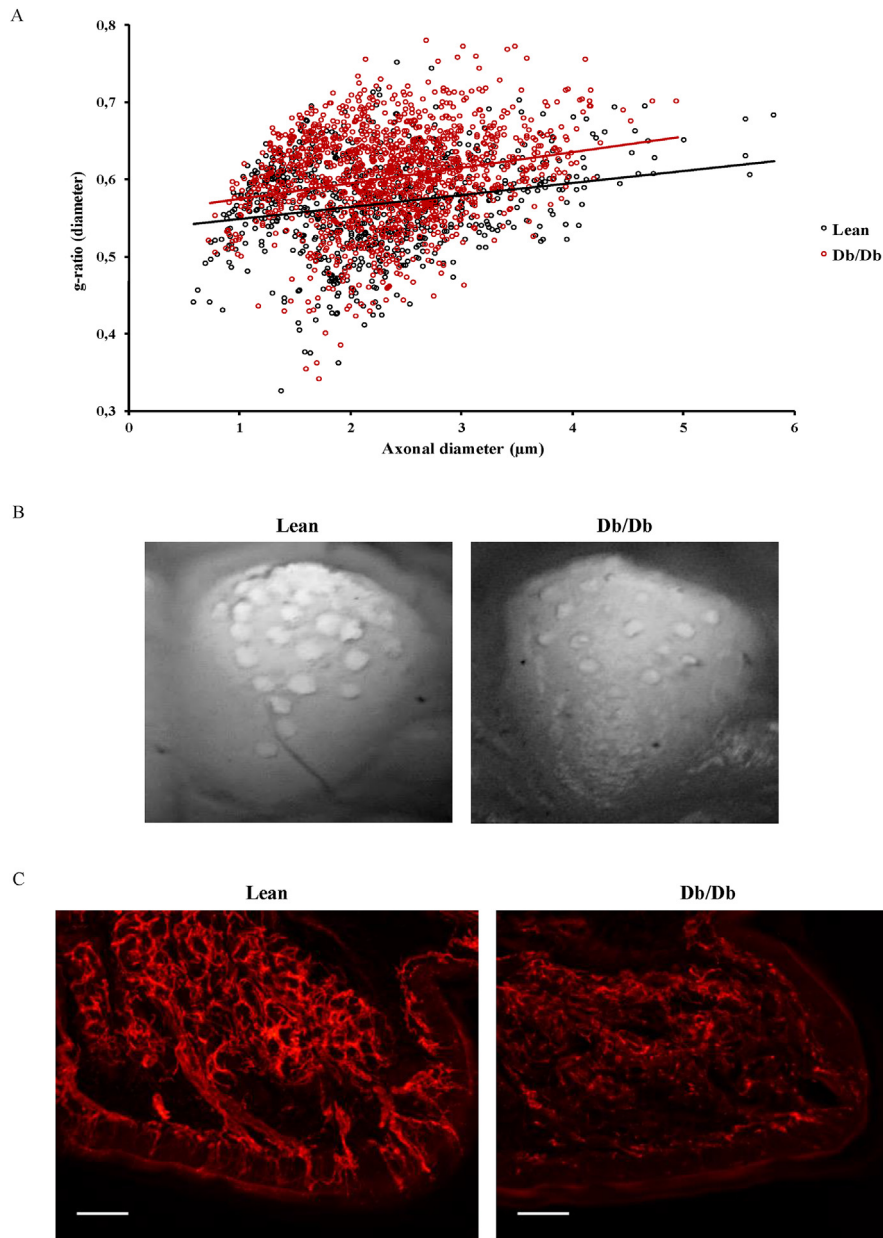 A
0,8
0,7
0,6
0,5
0,4
0,3
g-ratio (diameter)
0 1 2 3 4 5 6
Axonal diameter (µm)
Lean
Db/Db
B
Lean Db/Db
C
Lean Db/Db